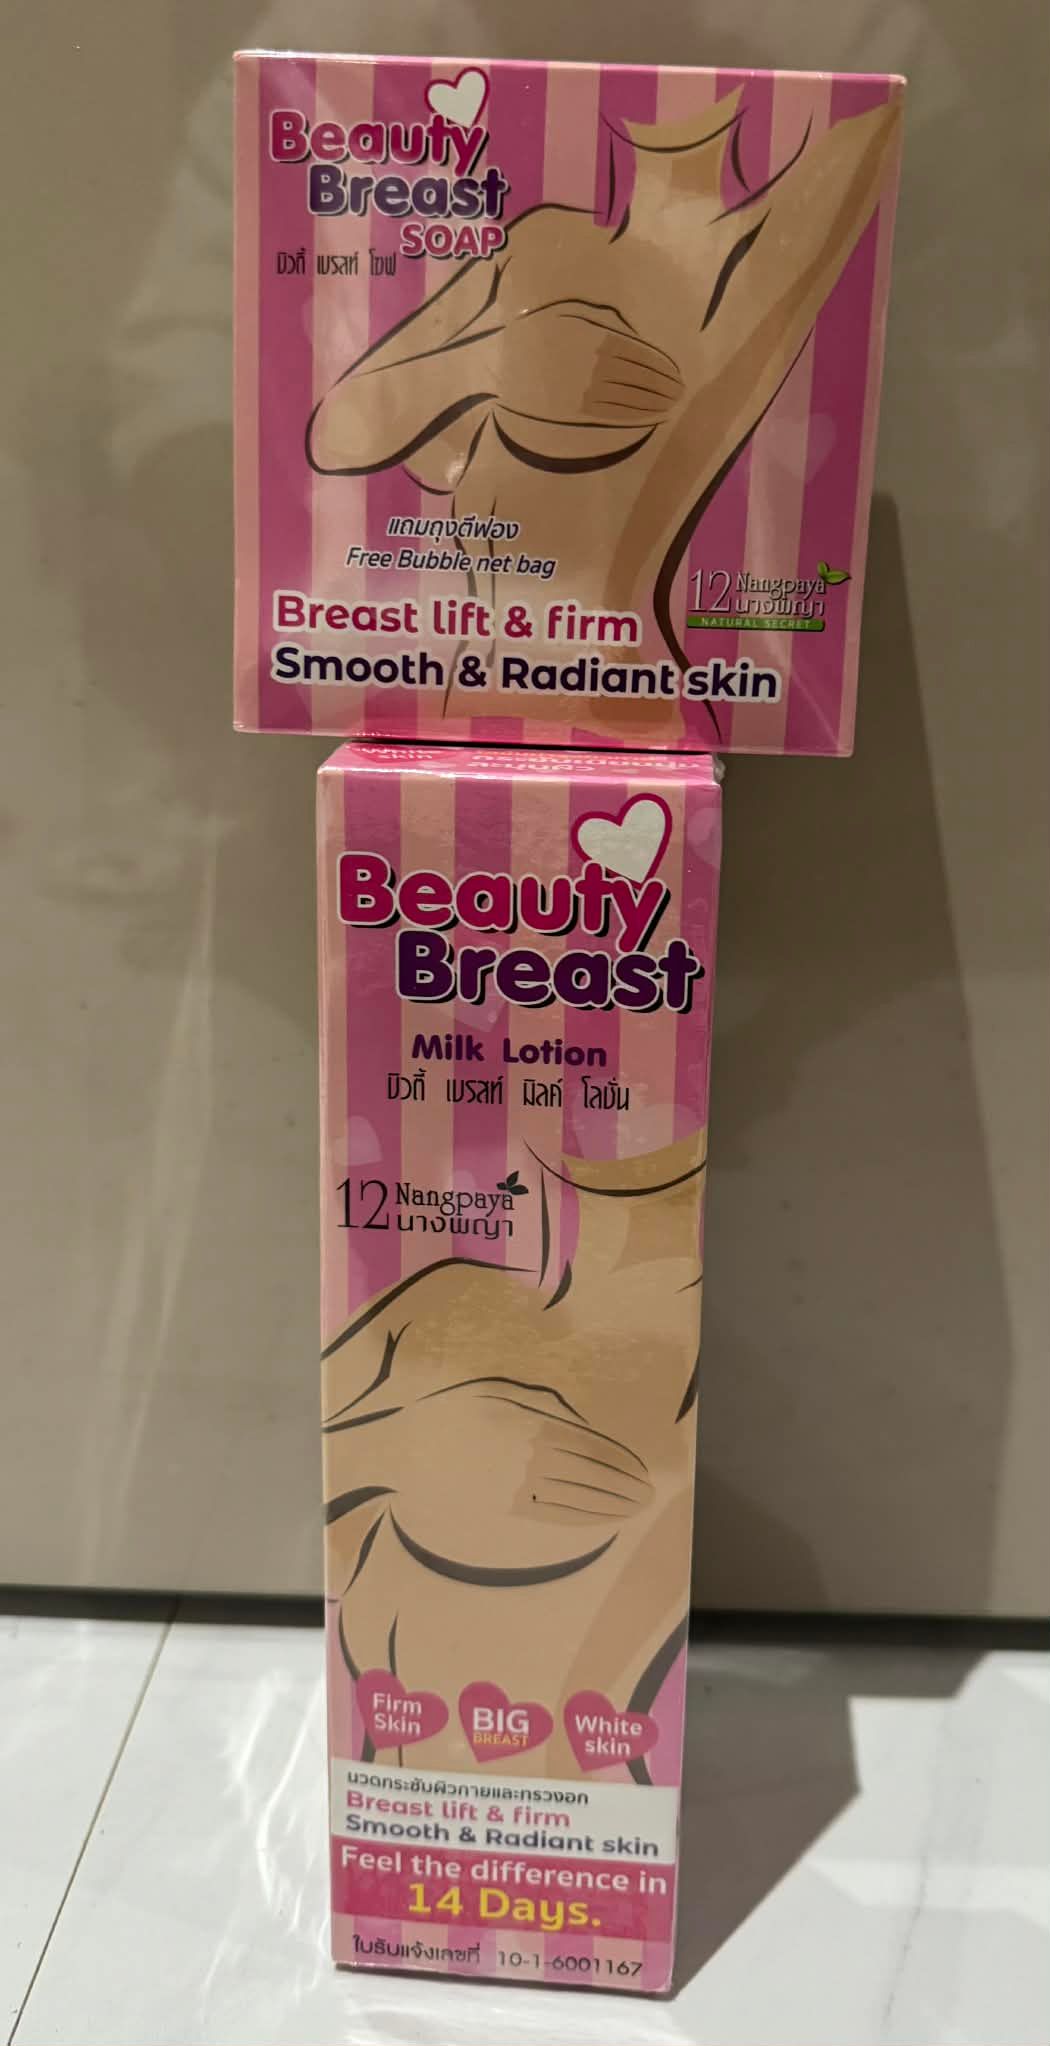 Beauty
Breast
SOAP
บิวตี้ เบรสท์ โซฟ
แถมถุงตีฟอง
Free Bubble net bag
12 Nangpaya
นางพญา
NATURAL SECRET
Breast lift & firm
Smooth & Radiant skin
Beauty
Breast
Milk Lotion
บิวตี้ เบรสท์ มิลค์ โลชั่น
12 Nangpaya
นางพญา
Firm
Skin
BIG
BREAST
White
skin
นวดกระชับผิวกายและทรวงอก
Breast lift & firm
Smooth & Radiant skin
Feel the difference in
14 Days.
ใบรับแจ้งเลขที่ 10-1-6001167